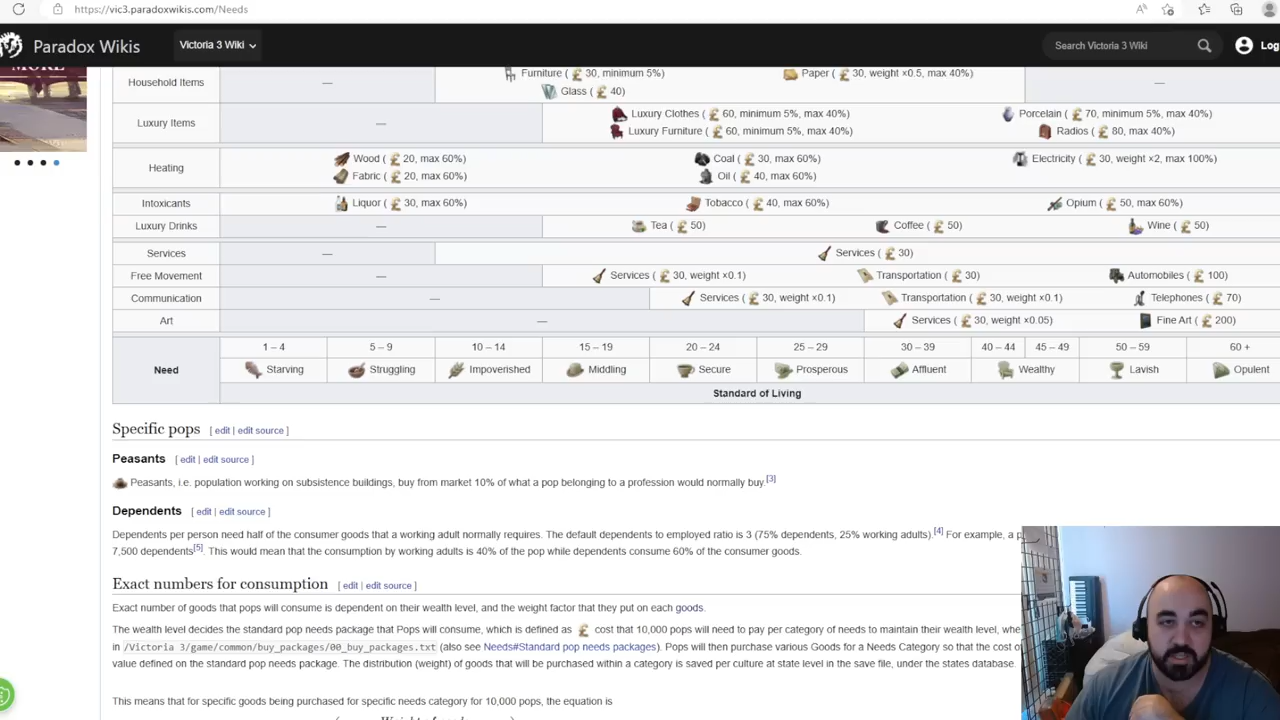 https://vic3.paradoxwikis.com/Needs
Paradox Wikis
Victoria 3 Wiki
Search Victoria 3 Wiki
Log
MORE
Household Items
—
Furniture ( £ 30, minimum 5%)
Paper ( £ 30, weight ×0.5, max 40%)
Glass ( £ 40)
—
Luxury Items
—
Luxury Clothes ( £ 60, minimum 5%, max 40%)
Porcelain ( £ 70, minimum 5%, max 40%)
Luxury Furniture ( £ 60, minimum 5%, max 40%)
Radios ( £ 80, max 40%)
Heating
Wood ( £ 20, max 60%)
Coal ( £ 30, max 60%)
Electricity ( £ 30, weight ×2, max 100%)
Fabric ( £ 20, max 60%)
Oil ( £ 40, max 60%)
Intoxicants
Liquor ( £ 30, max 60%)
Tobacco ( £ 40, max 60%)
Opium ( £ 50, max 60%)
Luxury Drinks
—
Tea ( £ 50)
Coffee ( £ 50)
Wine ( £ 50)
Services
—
Services ( £ 30)
Free Movement
—
Services ( £ 30, weight ×0.1)
Transportation ( £ 30)
Automobiles ( £ 100)
Communication
—
Services ( £ 30, weight ×0.1)
Transportation ( £ 30, weight ×0.1)
Telephones ( £ 70)
Art
—
Services ( £ 30, weight ×0.05)
Fine Art ( £ 200)
Need
1 – 4
5 – 9
10 – 14
15 – 19
20 – 24
25 – 29
30 – 39
40 – 44
45 – 49
50 – 59
60 +
Starving
Struggling
Impoverished
Middling
Secure
Prosperous
Affluent
Wealthy
Lavish
Opulent
Standard of Living
Specific pops [ edit | edit source ]
Peasants [ edit | edit source ]
Peasants, i.e. population working on subsistence buildings, buy from market 10% of what a pop belonging to a profession would normally buy.[3]
Dependents [ edit | edit source ]
Dependents per person need half of the consumer goods that a working adult normally requires. The default dependents to employed ratio is 3 (75% dependents, 25% working adults).[4] For example, a p
7,500 dependents[5]. This would mean that the consumption by working adults is 40% of the pop while dependents consume 60% of the consumer goods.
Exact numbers for consumption [ edit | edit source ]
Exact number of goods that pops will consume is dependent on their wealth level, and the weight factor that they put on each goods.
The wealth level decides the standard pop needs package that Pops will consume, which is defined as £ cost that 10,000 pops will need to pay per category of needs to maintain their wealth level, whe
in /Victoria 3/game/common/buy_packages/00_buy_packages.txt (also see Needs#Standard pop needs packages). Pops will then purchase various Goods for a Needs Category so that the cost of
value defined on the standard pop needs package. The distribution (weight) of goods that will be purchased within a category is saved per culture at state level in the save file, under the states database.
This means that for specific goods being purchased for specific needs category for 10,000 pops, the equation is